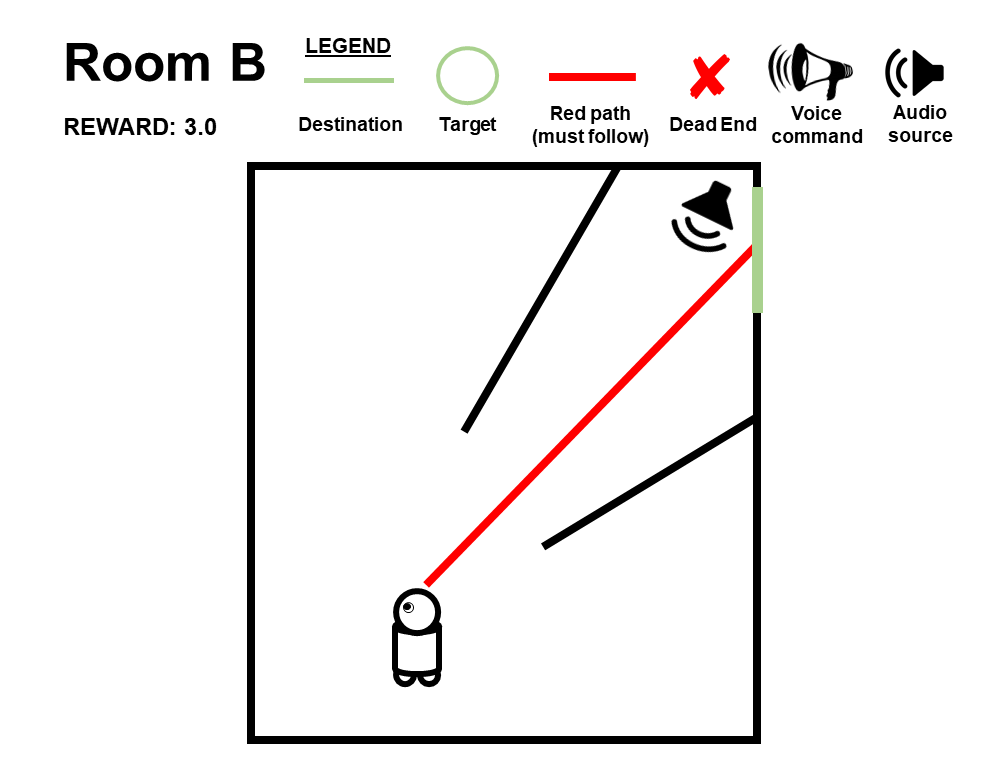 Room B
REWARD: 3.0
LEGEND
Destination
Target
Red path
(must follow)
Dead End
Voice
command
Audio
source